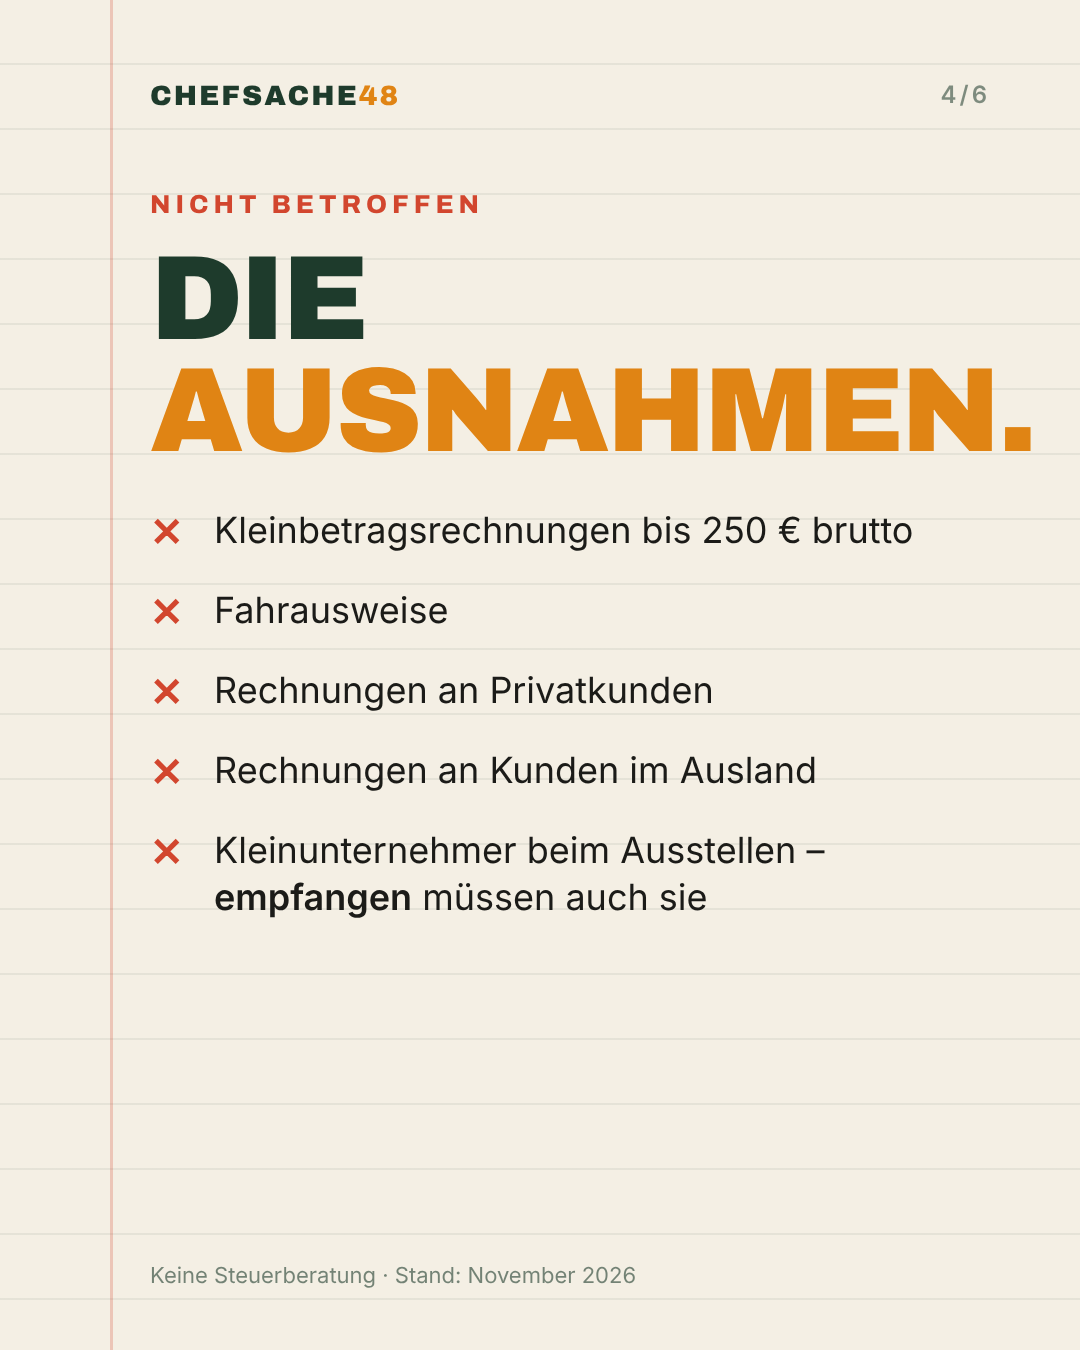 CHEFSACHE48
4/6
NICHT BETROFFEN
DIE
AUSNAHMEN.
✕ Kleinbetragsrechnungen bis 250 € brutto
✕ Fahrausweise
✕ Rechnungen an Privatkunden
✕ Rechnungen an Kunden im Ausland
✕ Kleinunternehmer beim Ausstellen –
empfangen müssen auch sie
Keine Steuerberatung · Stand: November 2026